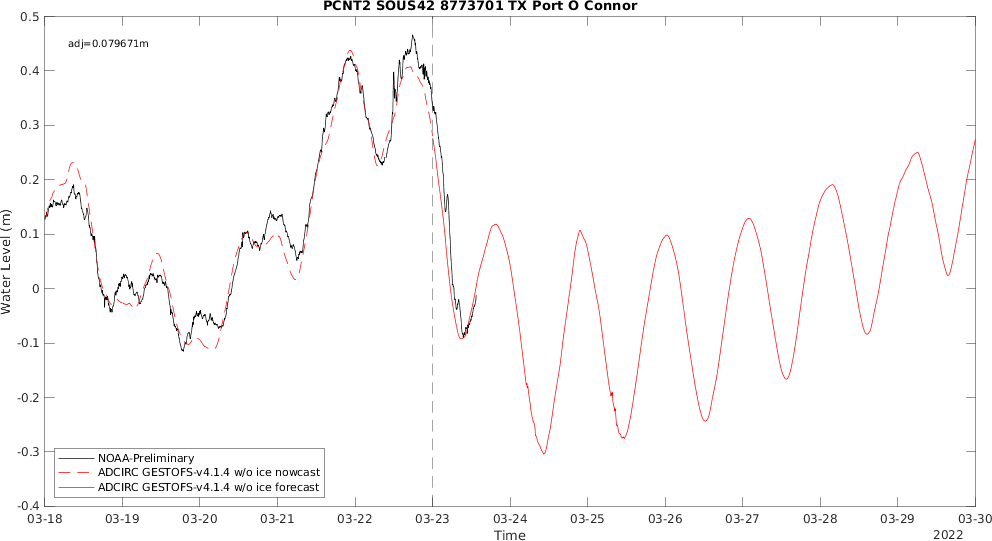 PCNT2 SOUS42 8773701 TX Port O Connor
adj=0.079671m
0.5
0.4
0.3
0.2
0.1
0
-0.1
-0.2
-0.3
-0.4
Water Level (m)
NOAA-Preliminary
ADCIRC GESTOFS-v4.1.4 w/o ice nowcast
ADCIRC GESTOFS-v4.1.4 w/o ice forecast
03-18 03-19 03-20 03-21 03-22 03-23 03-24 03-25 03-26 03-27 03-28 03-29 03-30
Time
2022